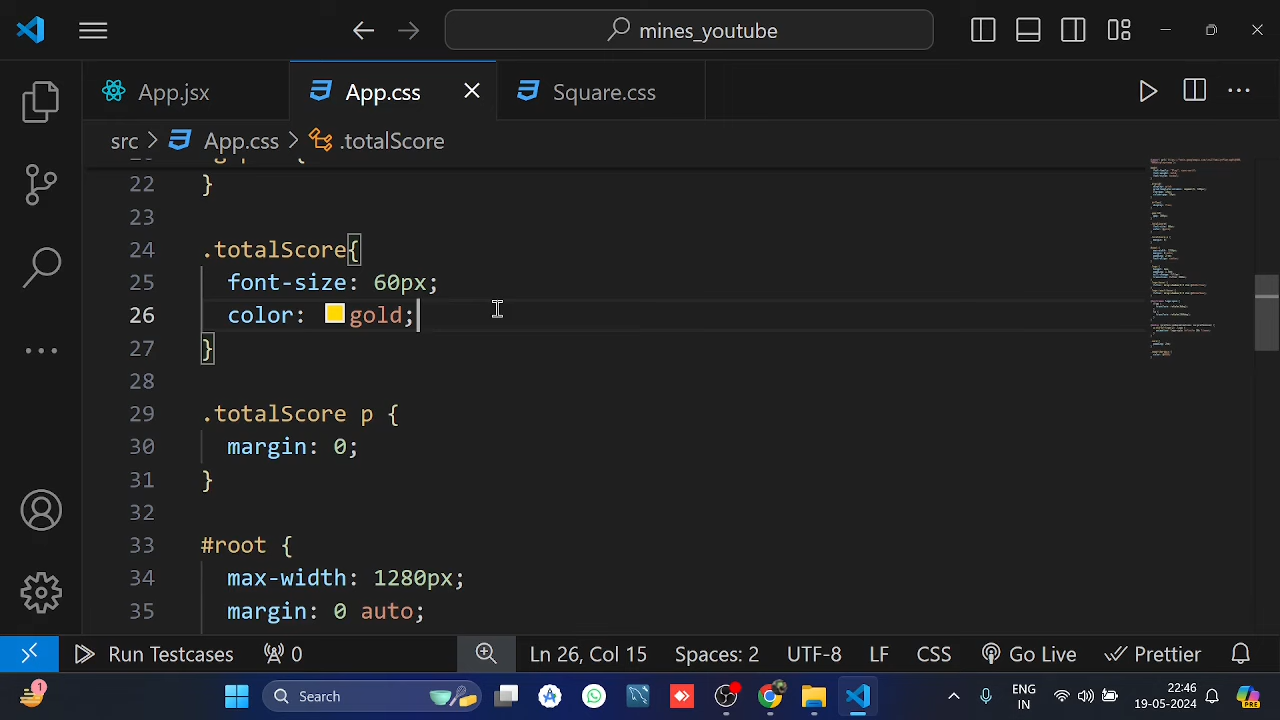 mines_youtube
App.jsx
App.css
Square.css
src > App.css > .totalScore
22 }
23
24 .totalScore{
25 font-size: 60px;
26 color: gold;
27 }
28
29 .totalScore p {
30 margin: 0;
31 }
32
33 #root {
34 max-width: 1280px;
35 margin: 0 auto;
Run Testcases 0 Ln 26, Col 15 Spaces: 2 UTF-8 LF CSS Go Live Prettier
1 Search ENG 22:46
IN 19-05-2024
PRE